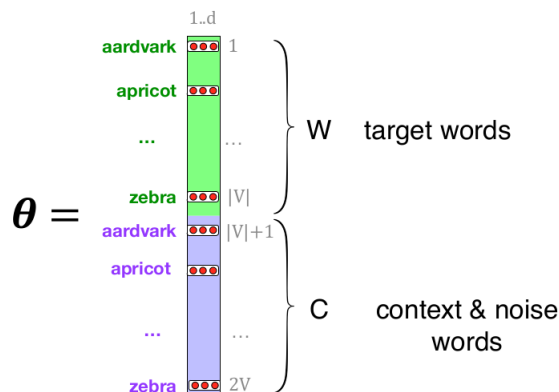 1..d
aardvark 1
apricot
... ...
zebra |V|
W target words
θ =
aardvark |V|+1
apricot
... ...
zebra 2V
C context & noise
words